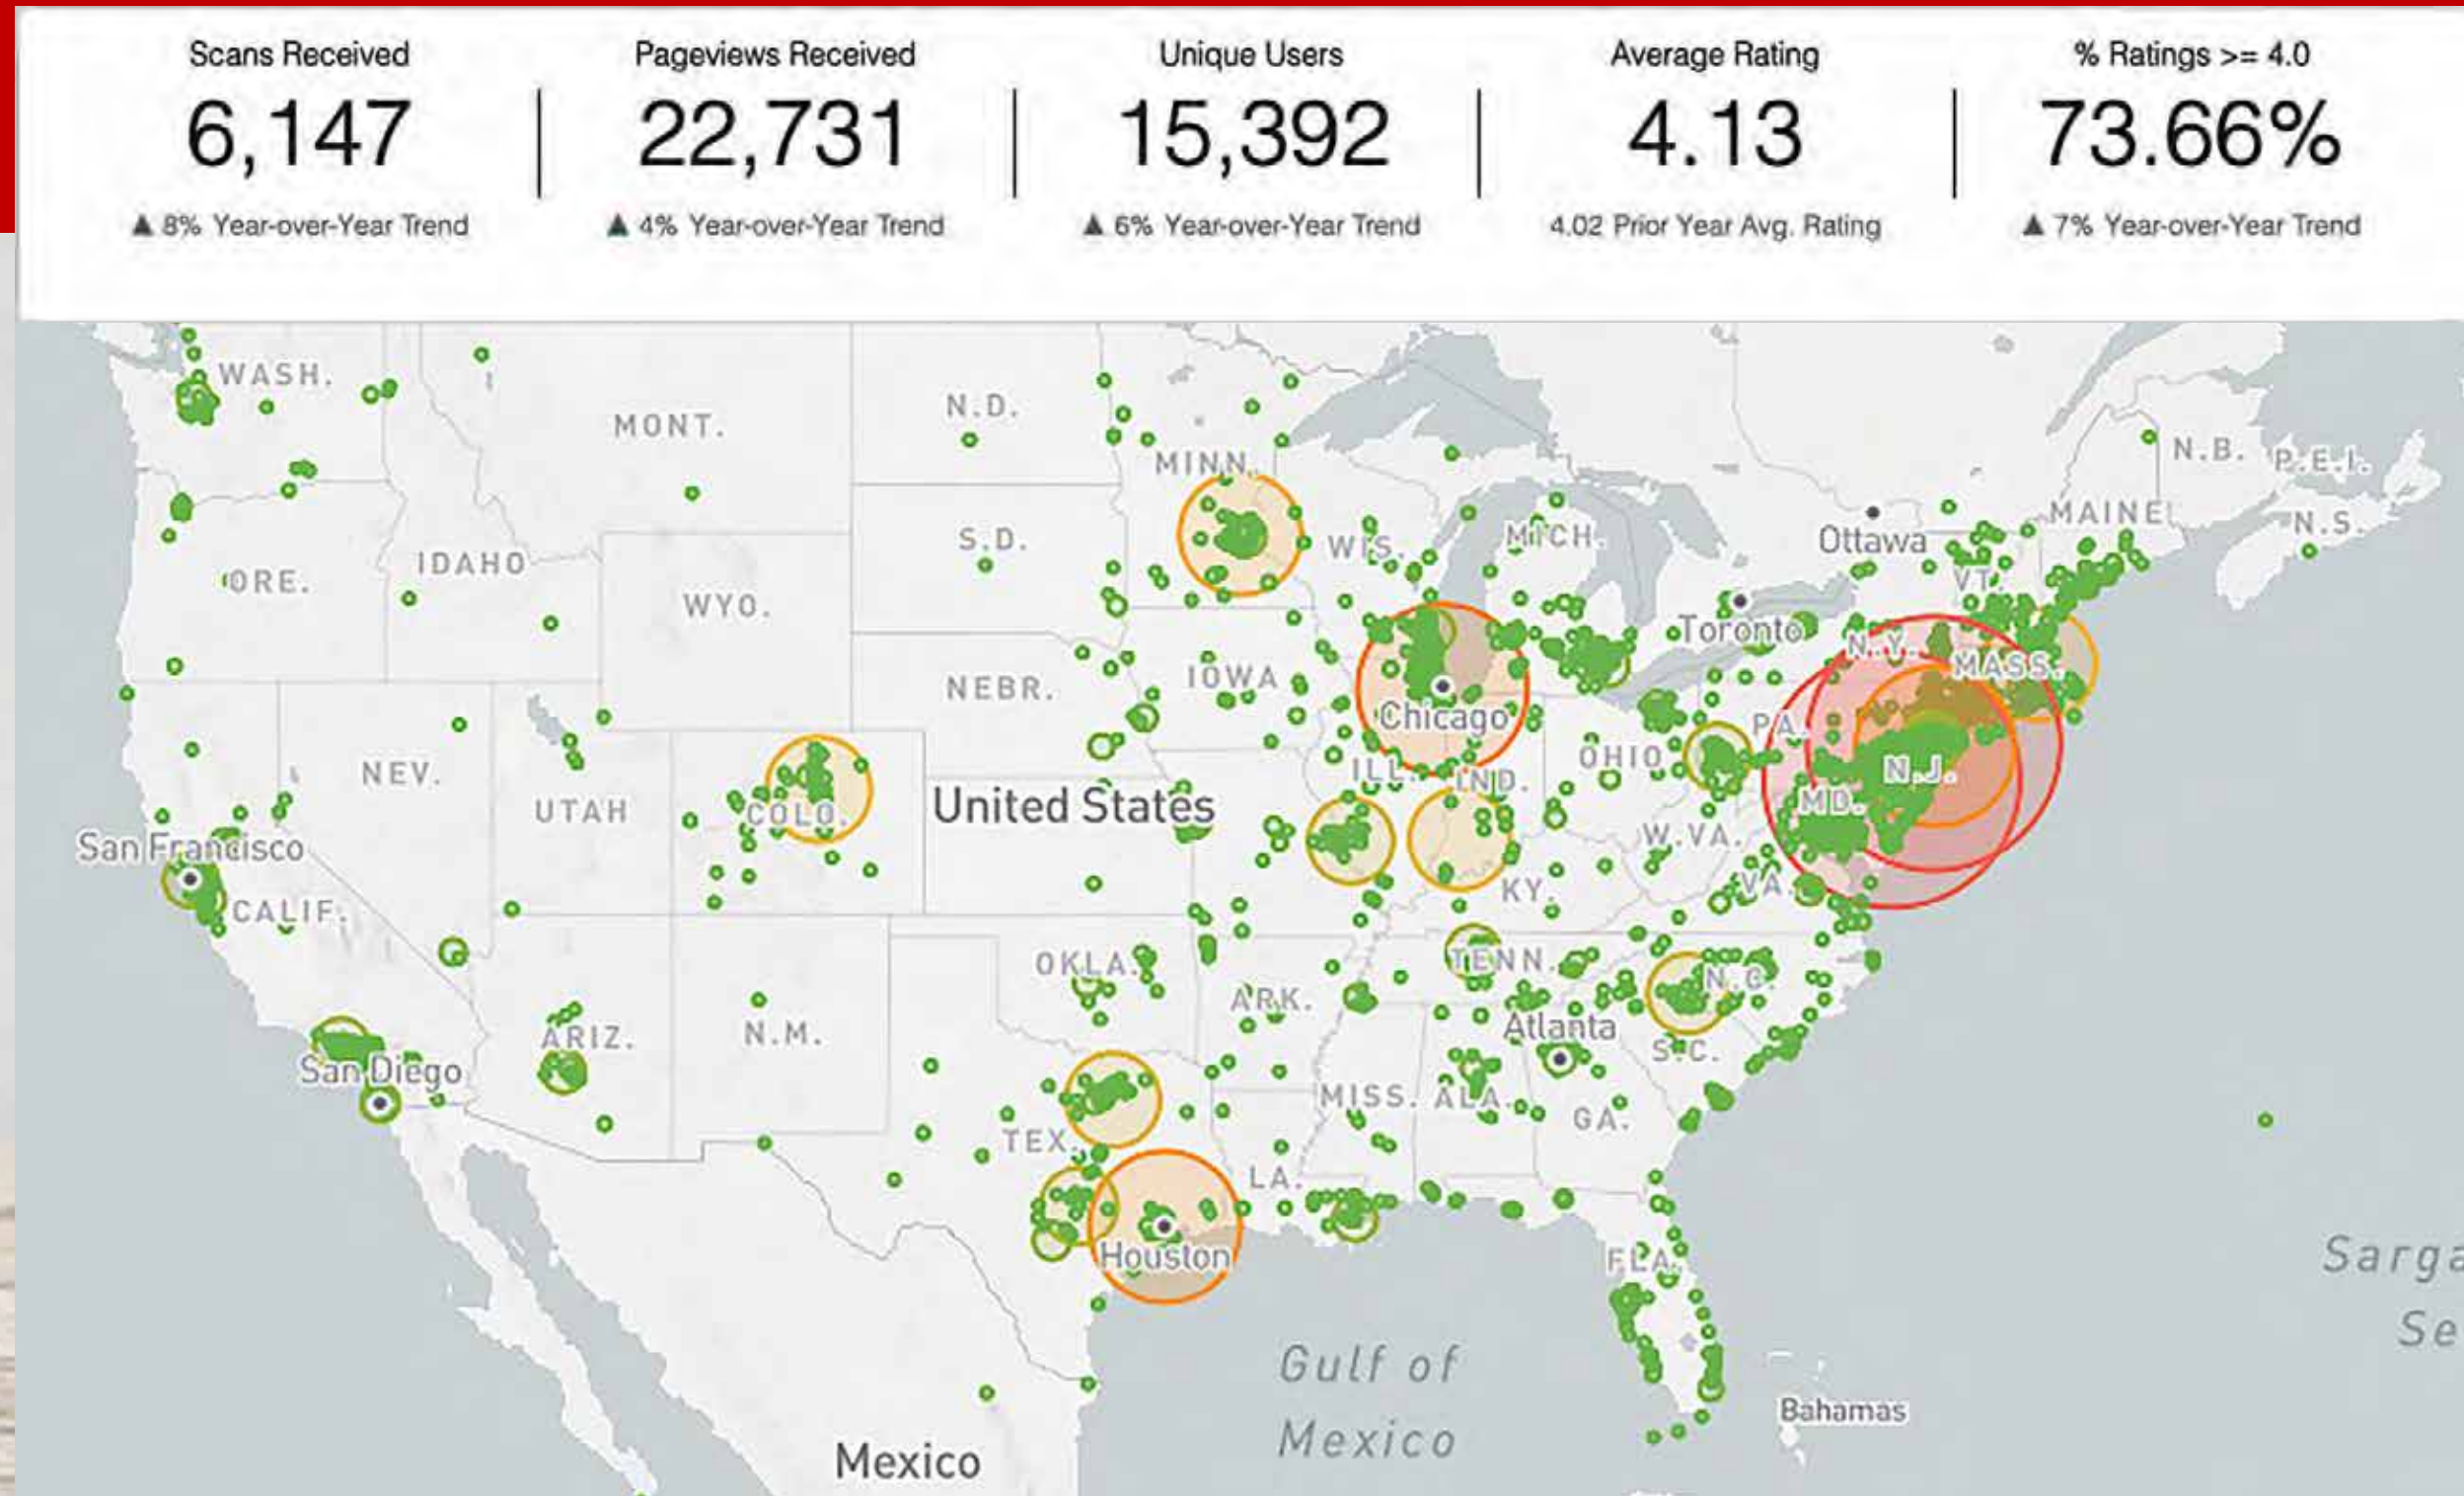 Scans Received
6,147
▲ 8% Year-over-Year Trend
Pageviews Received
22,731
▲ 4% Year-over-Year Trend
Unique Users
15,392
▲ 6% Year-over-Year Trend
Average Rating
4.13
4.02 Prior Year Avg. Rating
% Ratings >= 4.0
73.66%
▲ 7% Year-over-Year Trend
WASH.
MONT.
N.D.
MINN.
N.B.
P.E.I.
MAINE
N.S.
Ottawa
ORE.
IDAHO
S.D.
WIS.
MICH.
VT.
WYO.
Toronto
N.Y.
MASS.
NEBR.
IOWA
Chicago
PA.
NEV.
UTAH
COLO.
United States
ILL.
IND.
OHIO
N.J.
MD.
San Francisco
CALIF.
W.VA.
VA.
KY.
OKLA.
TENN.
N.C.
ARIZ.
N.M.
ARK.
Atlanta
S.C.
San Diego
TEX.
MISS.
ALA.
GA.
LA.
Houston
FLA.
Sarga
Se
Gulf of
Mexico
Bahamas
Mexico